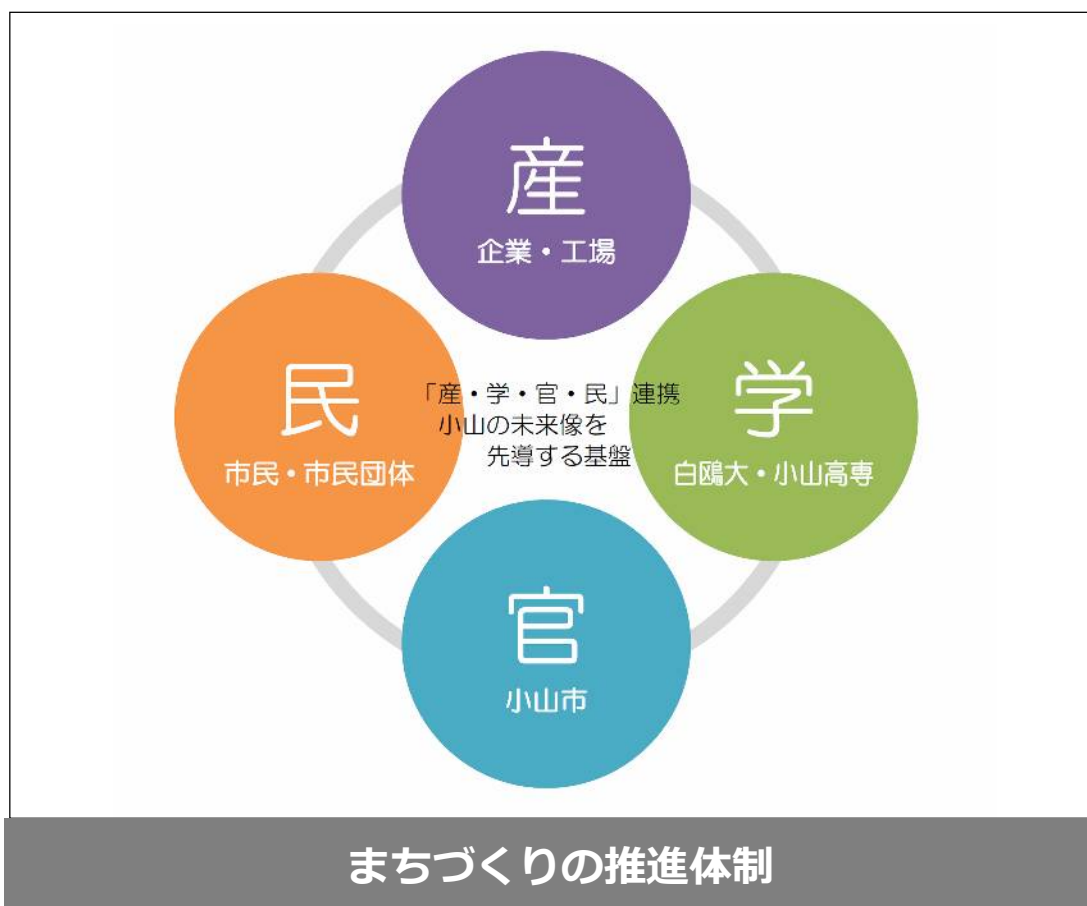 産
企業・工場
民
市民・市民団体
「産・学・官・民」連携
小山の未来像を
先導する基盤
学
白鴎大・小山高専
官
小山市
まちづくりの推進体制